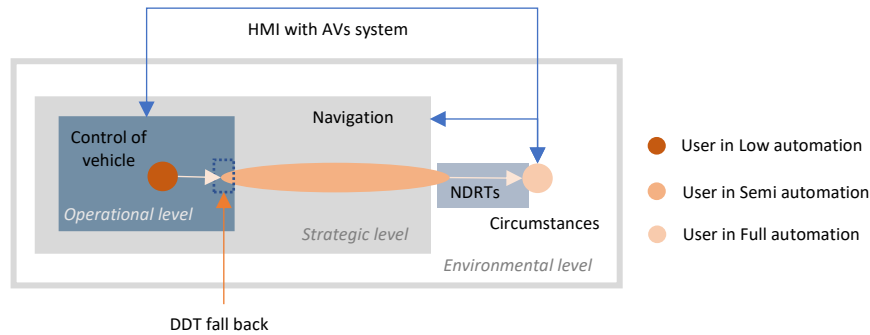 HMI with AVs system
Navigation
Control of
vehicle
User in Low automation
User in Semi automation
NDRTs
Operational level
Circumstances
Strategic level
User in Full automation
Environmental level
DDT fall back